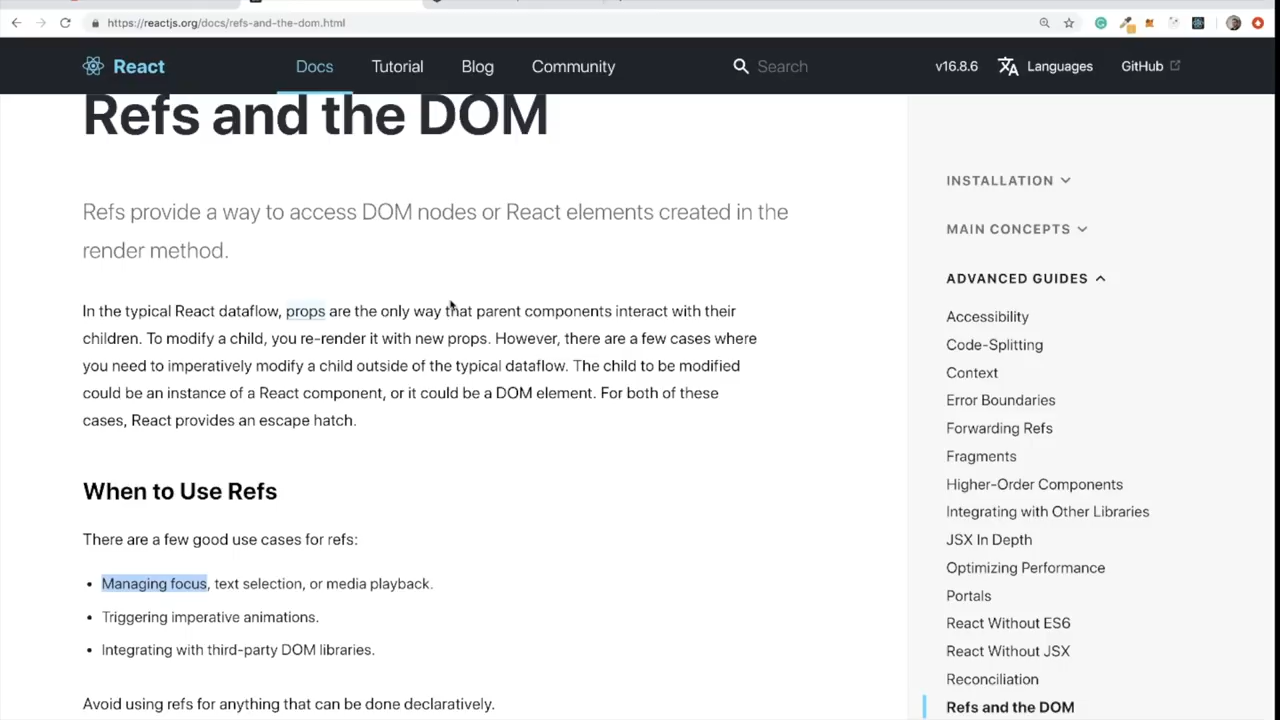 https://reactjs.org/docs/refs-and-the-dom.html
React
Docs
Tutorial
Blog
Community
Search
v16.8.6
Languages
GitHub
Refs and the DOM
Refs provide a way to access DOM nodes or React elements created in the
render method.
In the typical React dataflow, props are the only way that parent components interact with their
children. To modify a child, you re-render it with new props. However, there are a few cases where
you need to imperatively modify a child outside of the typical dataflow. The child to be modified
could be an instance of a React component, or it could be a DOM element. For both of these
cases, React provides an escape hatch.
When to Use Refs
There are a few good use cases for refs:
• Managing focus, text selection, or media playback.
• Triggering imperative animations.
• Integrating with third-party DOM libraries.
Avoid using refs for anything that can be done declaratively.
INSTALLATION
MAIN CONCEPTS
ADVANCED GUIDES
Accessibility
Code-Splitting
Context
Error Boundaries
Forwarding Refs
Fragments
Higher-Order Components
Integrating with Other Libraries
JSX In Depth
Optimizing Performance
Portals
React Without ES6
React Without JSX
Reconciliation
Refs and the DOM